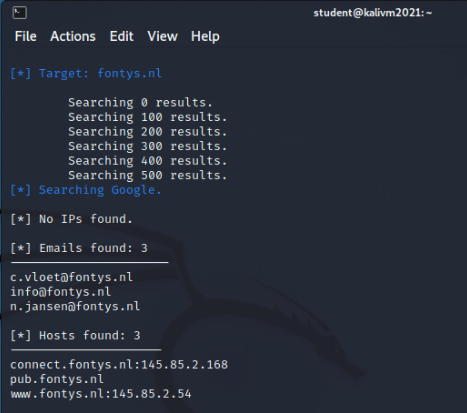 student@kalivm2021: ~
File Actions Edit View Help
[*] Target: fontys.nl
Searching 0 results.
Searching 100 results.
Searching 200 results.
Searching 300 results.
Searching 400 results.
Searching 500 results.
[*] Searching Google.
[*] No IPs found.
[*] Emails found: 3
----------------------
c.vloet@fontys.nl
info@fontys.nl
n.jansen@fontys.nl
[*] Hosts found: 3
---------------------
connect.fontys.nl:145.85.2.168
pub.fontys.nl
www.fontys.nl:145.85.2.54